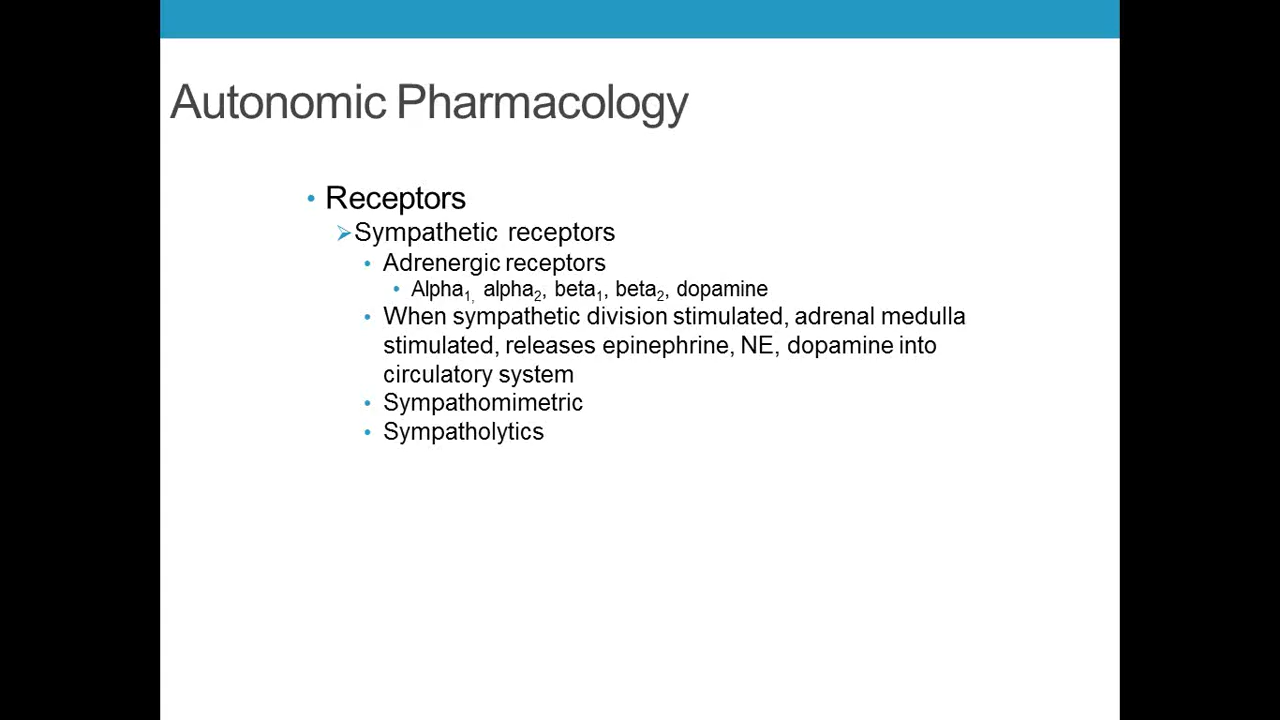 Autonomic Pharmacology
• Receptors
➢Sympathetic receptors
• Adrenergic receptors
• Alpha₁, alpha₂, beta₁, beta₂, dopamine
• When sympathetic division stimulated, adrenal medulla
stimulated, releases epinephrine, NE, dopamine into
circulatory system
• Sympathomimetric
• Sympatholytics